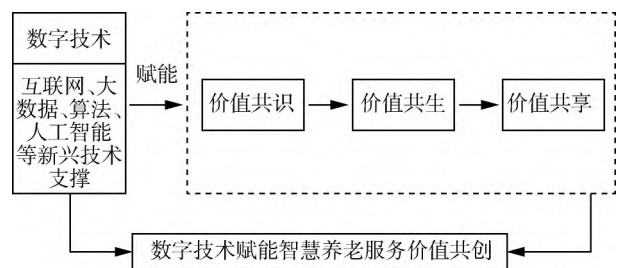 数字技术
互联网、大
数据、算法、
人工智能
等新兴技术
支撑
赋能
价值共识
价值共生
价值共享
数字技术赋能智慧养老服务价值共创